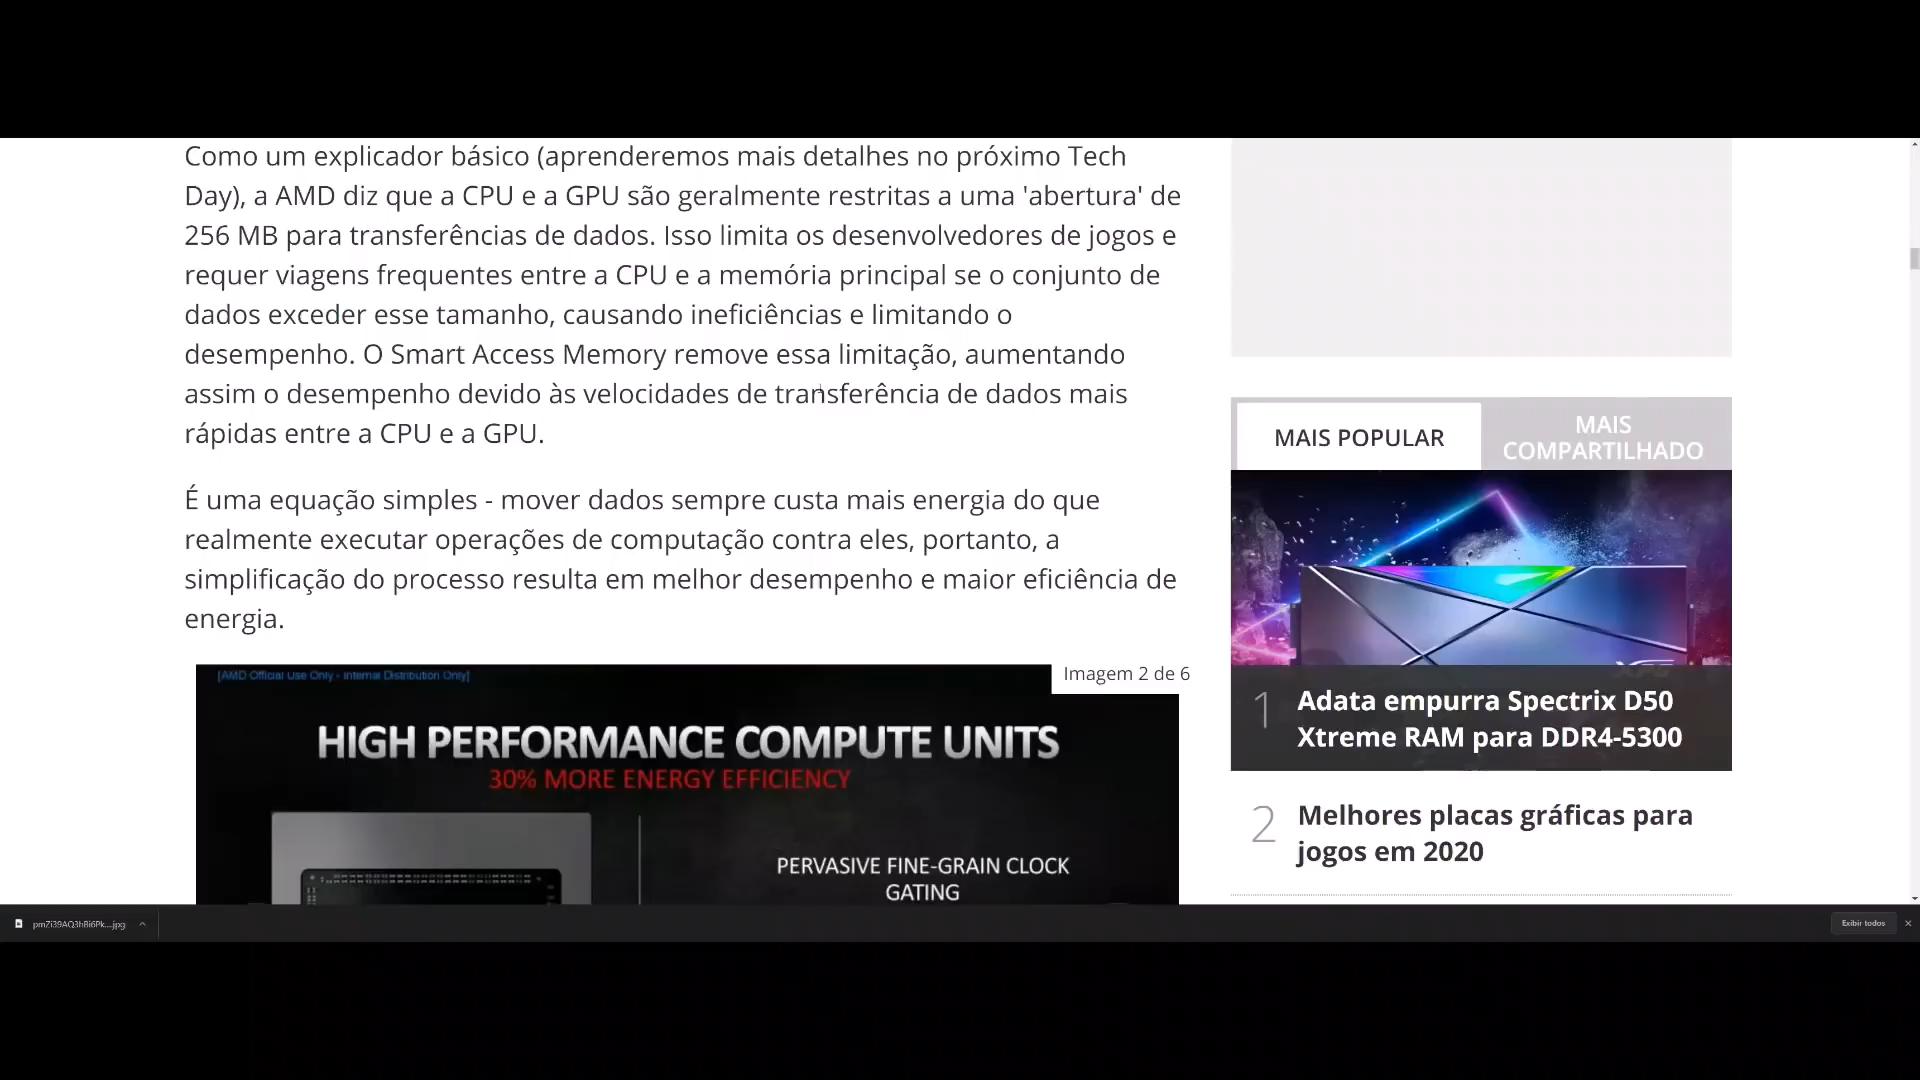 Como um explicador básico (aprenderemos mais detalhes no próximo Tech
Day), a AMD diz que a CPU e a GPU são geralmente restritas a uma 'abertura' de
256 MB para transferências de dados. Isso limita os desenvolvedores de jogos e
requer viagens frequentes entre a CPU e a memória principal se o conjunto de
dados exceder esse tamanho, causando ineficiências e limitando o
desempenho. O Smart Access Memory remove essa limitação, aumentando
assim o desempenho devido às velocidades de transferência de dados mais
rápidas entre a CPU e a GPU.
É uma equação simples - mover dados sempre custa mais energia do que
realmente executar operações de computação contra eles, portanto, a
simplificação do processo resulta em melhor desempenho e maior eficiência de
energia.
[AMD Official Use Only - Internal Distribution Only]
Imagem 2 de 6
HIGH PERFORMANCE COMPUTE UNITS
30% MORE ENERGY EFFICIENCY
PERVASIVE FINE-GRAIN CLOCK
GATING
MAIS POPULAR
MAIS
COMPARTILHADO
XPG
1 Adata empurra Spectrix D50
Xtreme RAM para DDR4-5300
2 Melhores placas gráficas para
jogos em 2020
Exibir todos